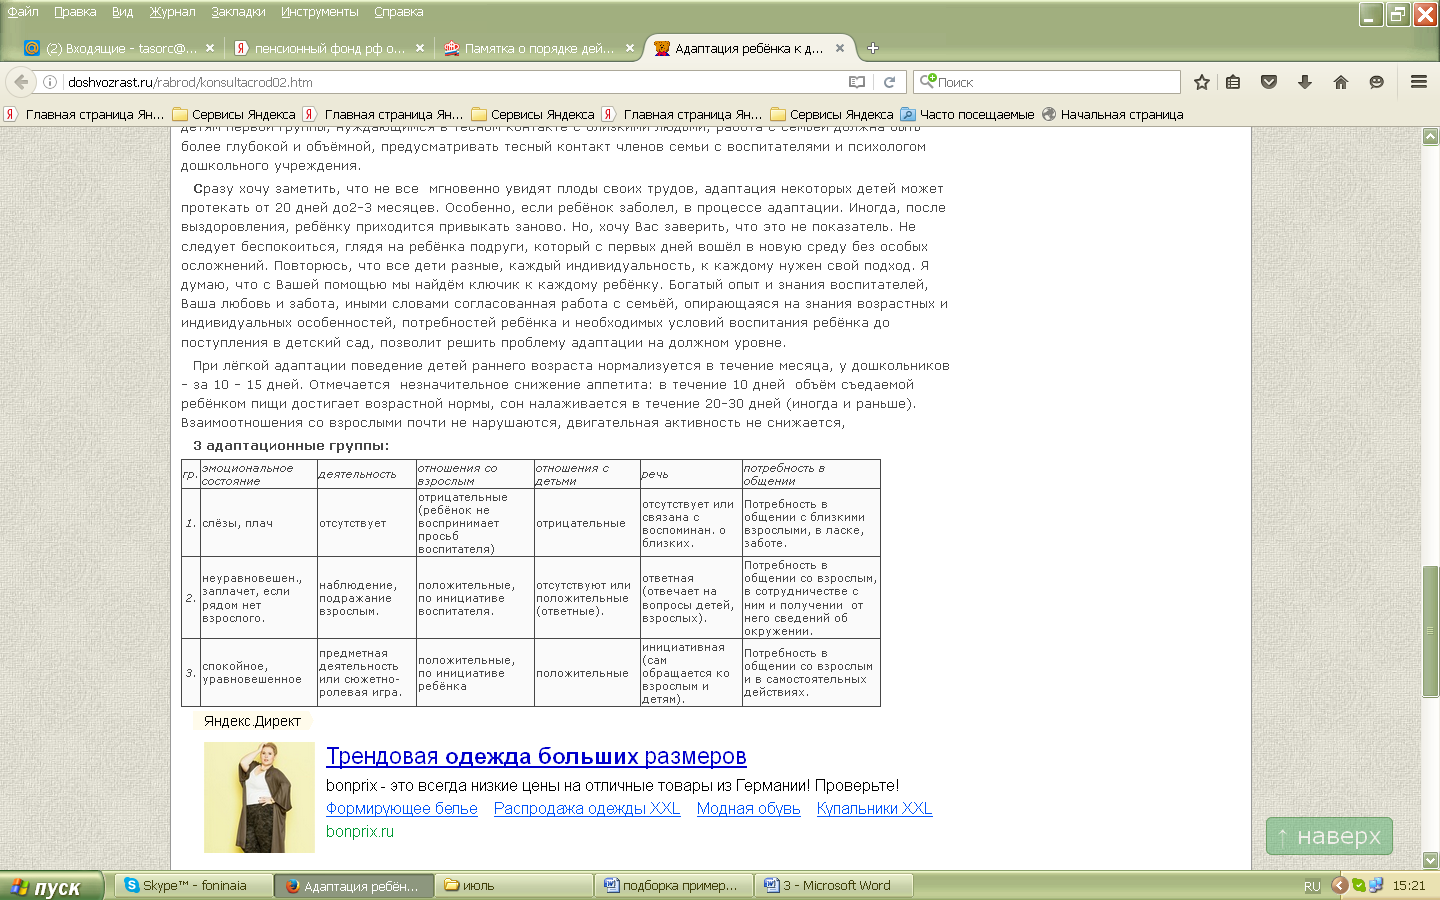 Файл Правка Вид Журнал Закладки Инструменты Справка
(2) Входящие - tasorc@... пенсионный фонд рф о... Памятка о порядке дей... Адаптация ребёнка к д...
doshvozrast.ru/rabrod/konsultacrod02.htm Поиск
Главная страница Ян... Сервисы Яндекса Главная страница Ян... Сервисы Яндекса Главная страница Ян... Сервисы Яндекса Часто посещаемые Начальная страница
детям первой группы, нуждающимся в тесном контакте с близкими людьми, работа с семьёй должна быть
более глубокой и объёмной, предусматривать тесный контакт членов семьи с воспитателями и психологом
дошкольного учреждения.
Сразу хочу заметить, что не все мгновенно увидят плоды своих трудов, адаптация некоторых детей может
протекать от 20 дней до2–3 месяцев. Особенно, если ребёнок заболел, в процессе адаптации. Иногда, после
выздоровления, ребёнку приходится привыкать заново. Но, хочу Вас заверить, что это не показатель. Не
следует беспокоиться, глядя на ребёнка подруги, который с первых дней вошёл в новую среду без особых
осложнений. Повторюсь, что все дети разные, каждый индивидуальность, к каждому нужен свой подход. Я
думаю, что с Вашей помощью мы найдём ключик к каждому ребёнку. Богатый опыт и знания воспитателей,
Ваша любовь и забота, иными словами согласованная работа с семьёй, опирающаяся на знания возрастных и
индивидуальных особенностей, потребностей ребёнка и необходимых условий воспитания ребёнка до
поступления в детский сад, позволит решить проблему адаптации на должном уровне.
При лёгкой адаптации поведение детей раннего возраста нормализуется в течение месяца, у дошкольников
– за 10 – 15 дней. Отмечается незначительное снижение аппетита: в течение 10 дней объём съедаемой
ребёнком пищи достигает возрастной нормы, сон налаживается в течение 20–30 дней (иногда и раньше).
Взаимоотношения со взрослыми почти не нарушаются, двигательная активность не снижается,
3 адаптационные группы:
гр.
эмоциональное
состояние
деятельность
отношения со
взрослым
отношения с
детьми
речь
потребность в
общении
1.
слёзы, плач
отсутствует
отрицательные
(ребёнок не
воспринимает
просьб
воспитателя)
отрицательные
отсутствует или
связана с
воспоминан. о
близких.
Потребность в
общении с близкими
взрослыми, в ласке,
заботе.
2.
неуравновешен.,
заплачет, если
рядом нет
взрослого.
наблюдение,
подражание
взрослым.
положительные,
по инициативе
воспитателя.
отсутствуют или
положительные
(ответные).
ответная
(отвечает на
вопросы детей,
взрослых).
Потребность в
общении со взрослым,
в сотрудничестве с
ним и получении от
него сведений об
окружении.
3.
спокойное,
уравновешенное
предметная
деятельность
или сюжетно-
ролевая игра.
положительные,
по инициативе
ребёнка
положительные
инициативная
(сам
обращается ко
взрослым и
детям).
Потребность в
общении со взрослым
и в самостоятельных
действиях.
Яндекс.Директ
Трендовая одежда больших размеров
bonprix - это всегда низкие цены на отличные товары из Германии! Проверьте!
Формирующее белье Распродажа одежды XXL Модная обувь Купальники XXL
bonprix.ru
↑ наверх
пуск Skype™ - foninaia Адаптация ребён... июль подборка пример... 3 - Microsoft Word RU 15:21